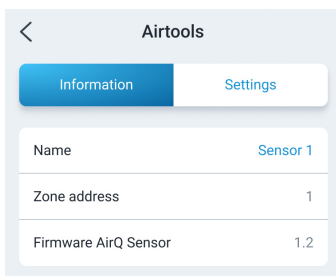 Airtools
Information Settings
Name Sensor 1
Zone address 1
Firmware AirQ Sensor 1.2